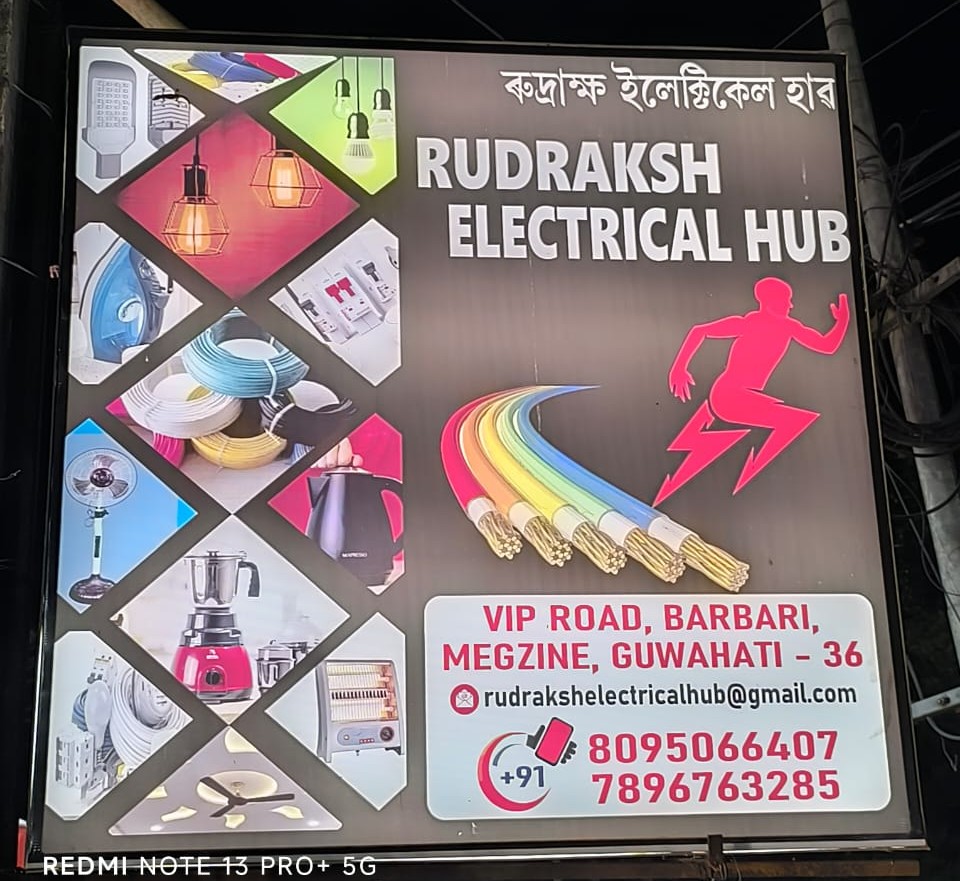 ৰুদ্ৰাক্ষ ইলেক্ট্ৰিকেল হাব
RUDRAKSH
ELECTRICAL HUB
VIP ROAD, BARBARI,
MEGZINE, GUWAHATI - 36
rudrakshelectricalhub@gmail.com
+91
8095066407
7896763285
REDMI NOTE 13 PRO+ 5G